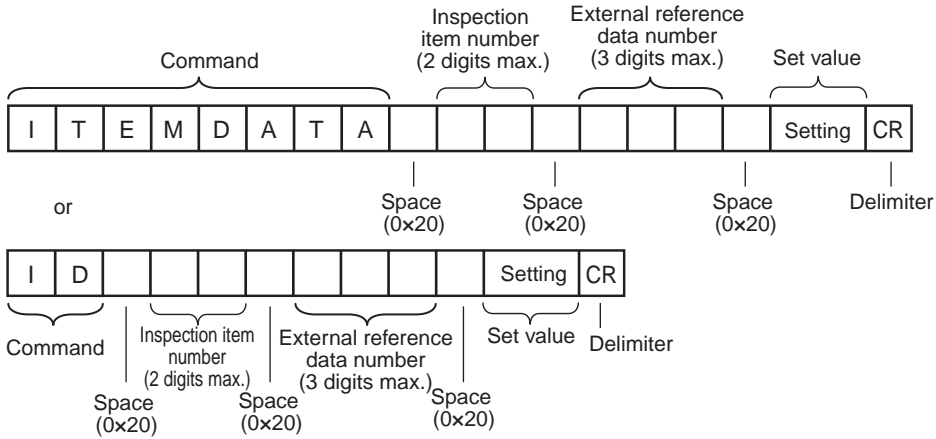 Command
Inspection
item number
(2 digits max.)
External reference
data number
(3 digits max.)
Set value
I T E M D A T A Setting CR
Space
(0×20)
Space
(0×20)
Space
(0×20)
Delimiter
or
I D Setting CR
Command
Space
(0×20)
Inspection item
number
(2 digits max.)
Space
(0×20)
External reference
data number
(3 digits max.)
Space
(0×20)
Set value
Delimiter